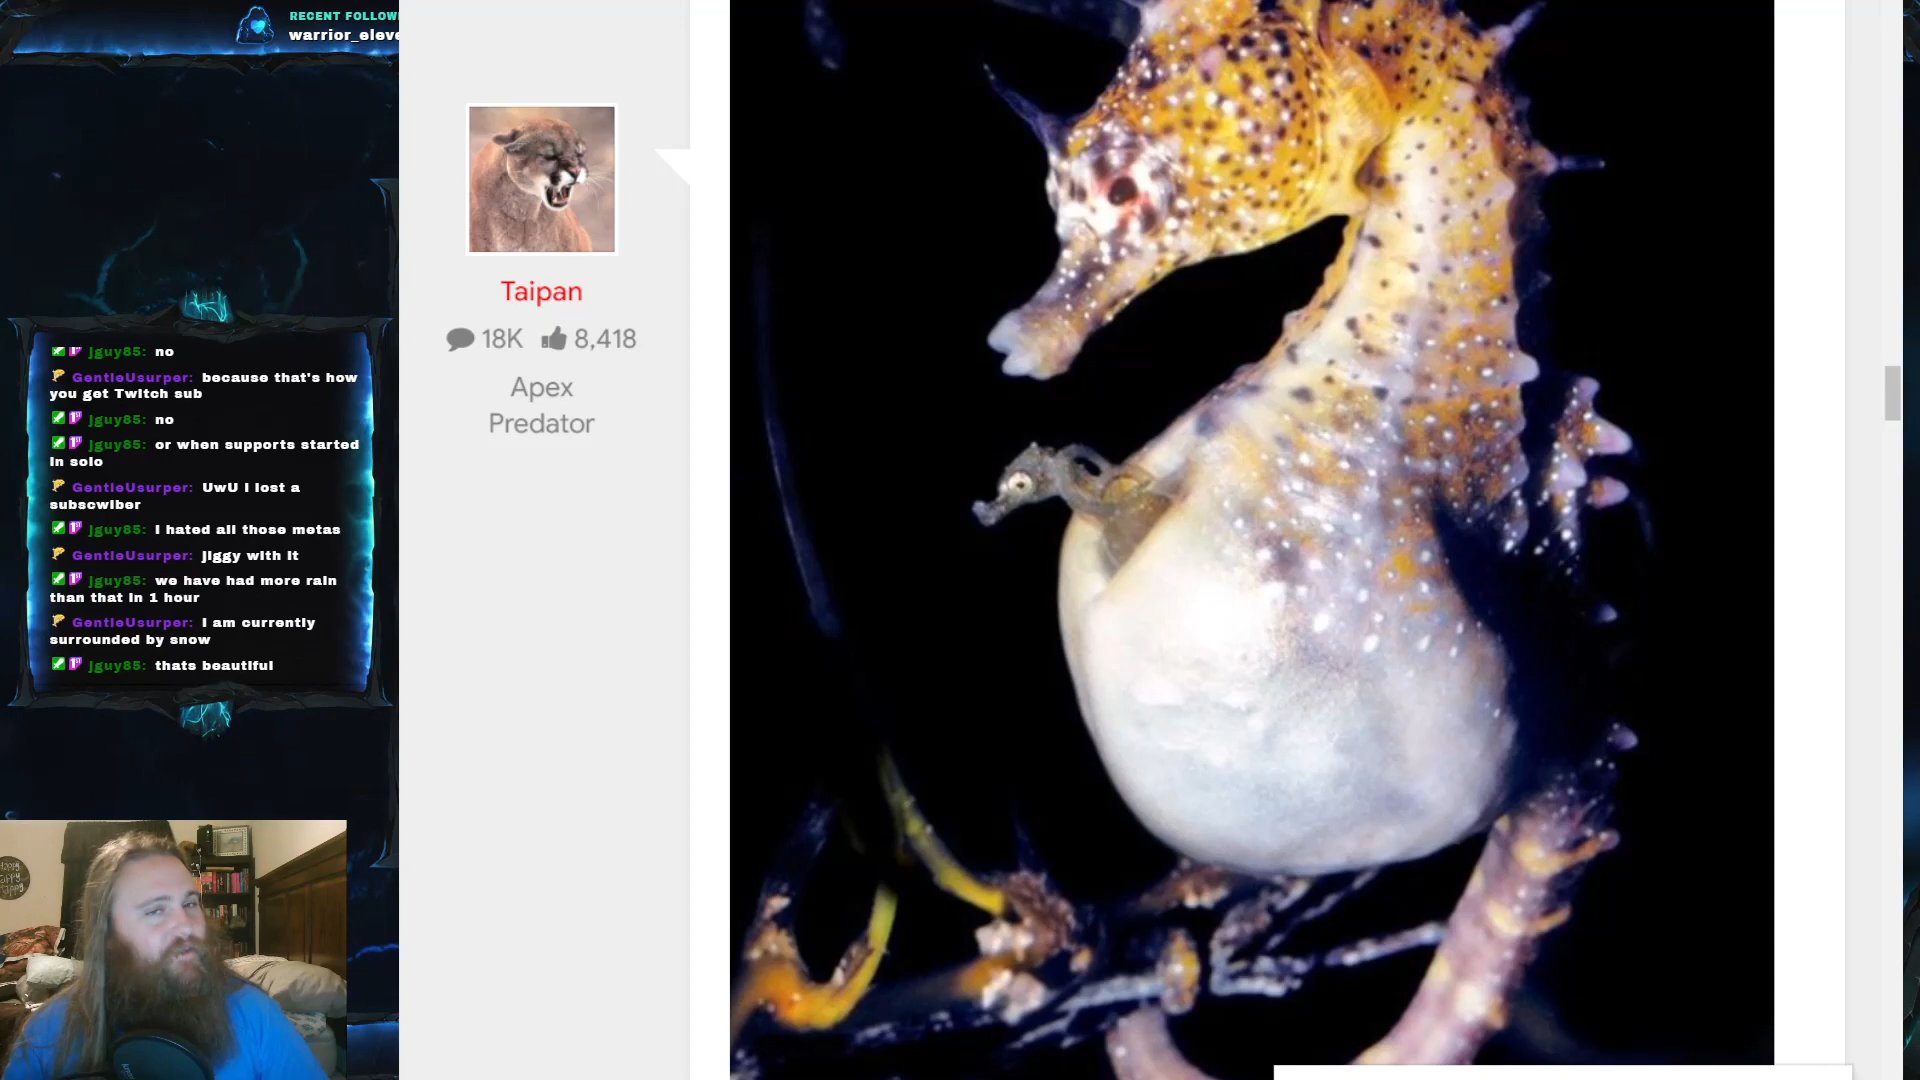 RECENT FOLLOW
warrior_eleve
jguy85: no
GentleUsurper: because that's how
you get Twitch sub
jguy85: no
jguy85: or when supports started
in solo
GentleUsurper: UwU I lost a
subscwiber
jguy85: I hated all those metas
GentleUsurper: jiggy with it
jguy85: we have had more rain
than that in 1 hour
GentleUsurper: I am currently
surrounded by snow
jguy85: thats beautiful
Taipan
18K 8,418
Apex
Predator